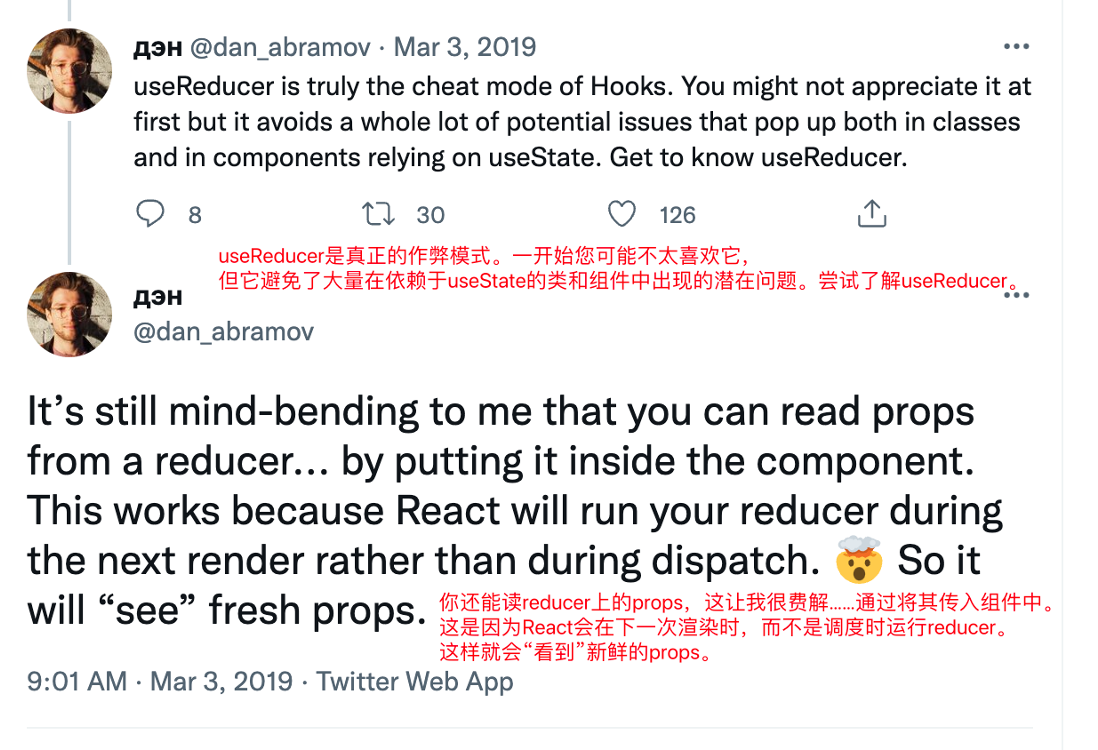 дэн @dan_abramov · Mar 3, 2019
useReducer is truly the cheat mode of Hooks. You might not appreciate it at
first but it avoids a whole lot of potential issues that pop up both in classes
and in components relying on useState. Get to know useReducer.
8 30 126
useReducer是真正的作弊模式。一开始您可能不太喜欢它，
但它避免了大量在依赖于useState的类和组件中出现的潜在问题。尝试了解useReducer。
дэн
@dan_abramov
It’s still mind-bending to me that you can read props
from a reducer… by putting it inside the component.
This works because React will run your reducer during
the next render rather than during dispatch. 🤯 So it
will “see” fresh props.
你还能读reducer上的props，这让我很费解……通过将其传入组件中。
这是因为React会在下一次渲染时，而不是调度时运行reducer。
这样就会“看到”新鲜的props。
9:01 AM · Mar 3, 2019 · Twitter Web App